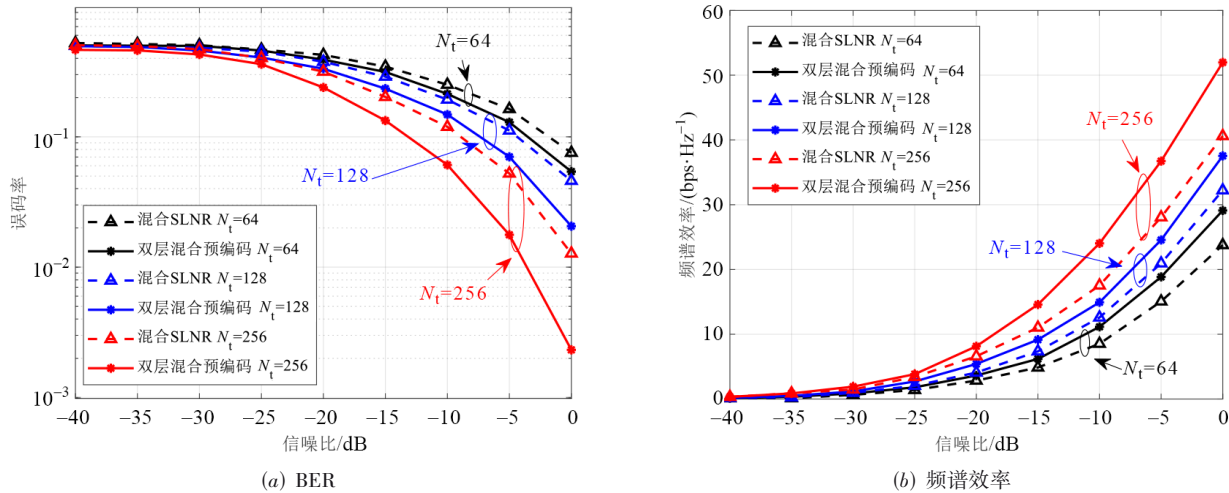 误码率
10⁰
10⁻¹
10⁻²
10⁻³
N_t=64
N_t=128
N_t=256
混合SLNR N_t=64
双层混合预编码 N_t=64
混合SLNR N_t=128
双层混合预编码 N_t=128
混合SLNR N_t=256
双层混合预编码 N_t=256
−40 −35 −30 −25 −20 −15 −10 −5 0
信噪比/dB
(a) BER
频谱效率/(bps·Hz⁻¹)
60
50
40
30
20
10
0
混合SLNR N_t=64
双层混合预编码 N_t=64
混合SLNR N_t=128
双层混合预编码 N_t=128
混合SLNR N_t=256
双层混合预编码 N_t=256
N_t=256
N_t=128
N_t=64
−40 −35 −30 −25 −20 −15 −10 −5 0
信噪比/dB
(b) 频谱效率